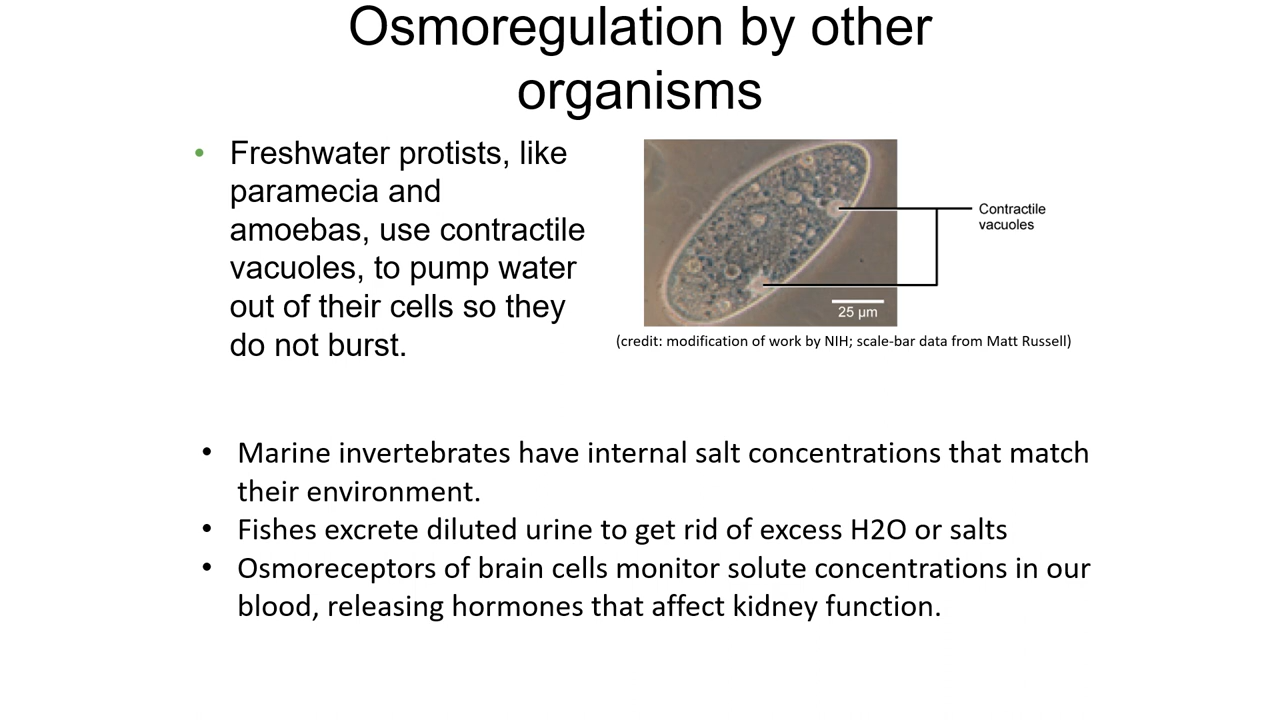 Osmoregulation by other
organisms
• Freshwater protists, like
paramecia and
amoebas, use contractile
vacuoles, to pump water
out of their cells so they
do not burst.
Contractile
vacuoles
25 μm
(credit: modification of work by NIH; scale-bar data from Matt Russell)
• Marine invertebrates have internal salt concentrations that match
their environment.
• Fishes excrete diluted urine to get rid of excess H2O or salts
• Osmoreceptors of brain cells monitor solute concentrations in our
blood, releasing hormones that affect kidney function.